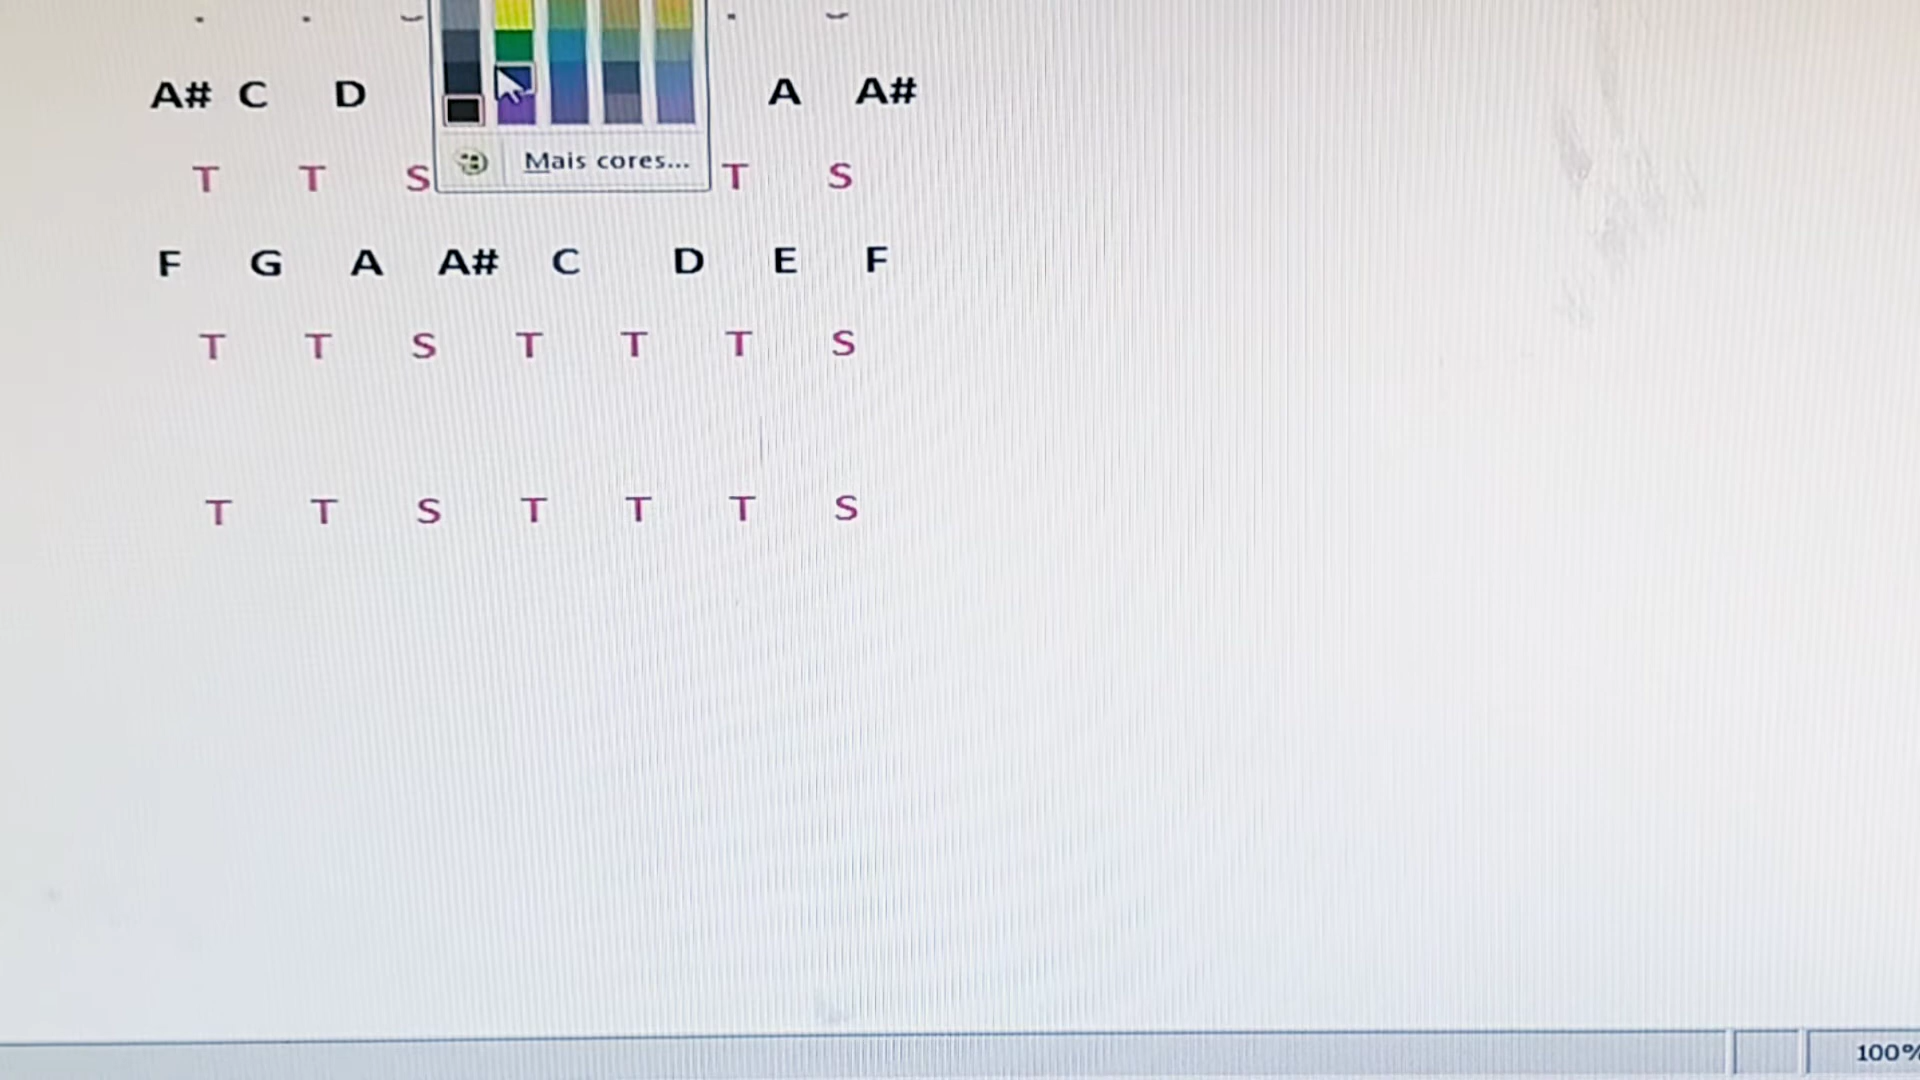 A# C D A A#
T T S T S
Mais cores...
F G A A# C D E F
T T S T T T S
T T S T T T S
100%